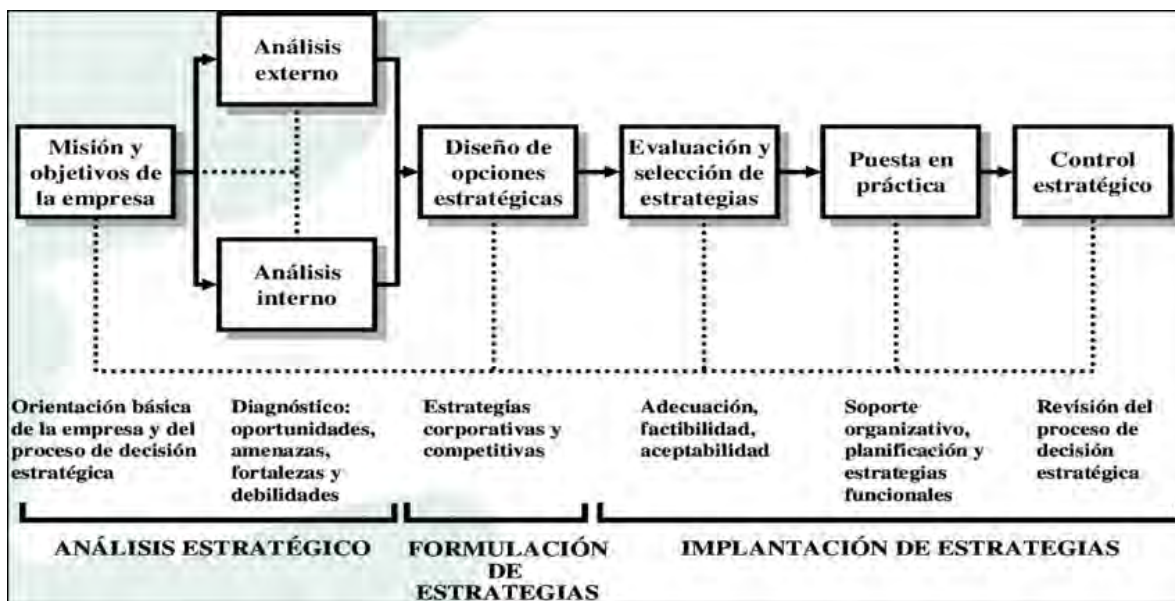 Análisis
externo
Misión y
objetivos de
la empresa
Análisis
interno
Diseño de
opciones
estratégicas
Evaluación y
selección de
estrategias
Puesta en
práctica
Control
estratégico
Orientación básica
de la empresa y del
proceso de decisión
estratégica
Diagnóstico:
oportunidades,
amenazas,
fortalezas y
debilidades
Estrategias
corporativas y
competitivas
Adecuación,
factibilidad,
aceptabilidad
Soporte
organizativo,
planificación y
estrategias
funcionales
Revisión del
proceso de
decisión
estratégica
ANÁLISIS ESTRATÉGICO
FORMULACIÓN
DE
ESTRATEGIAS
IMPLANTACIÓN DE ESTRATEGIAS